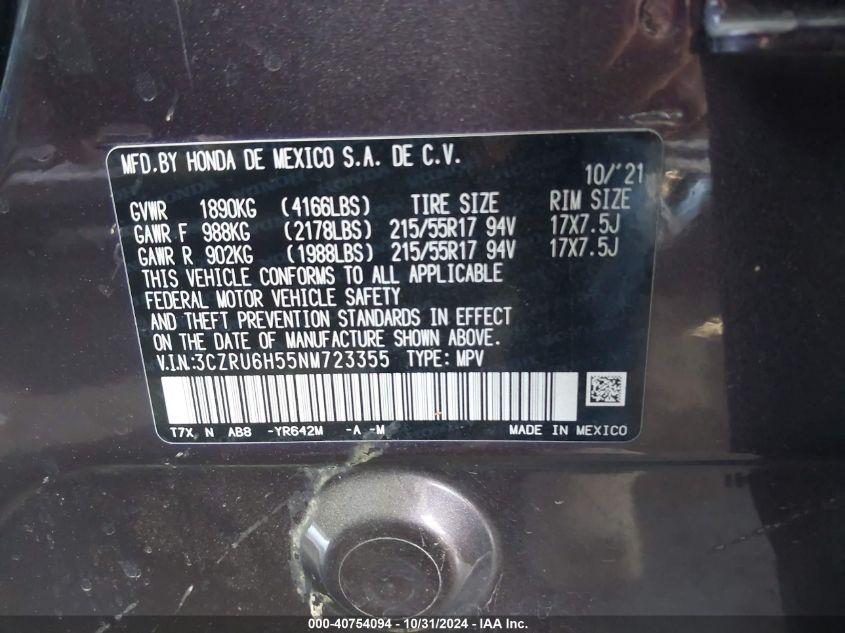 MFD.BY HONDA DE MEXICO S.A. DE C.V.
10/'21
GVWR 1890KG (4166LBS) TIRE SIZE RIM SIZE
GAWR F 988KG (2178LBS) 215/55R17 94V 17X7.5J
GAWR R 902KG (1988LBS) 215/55R17 94V 17X7.5J
THIS VEHICLE CONFORMS TO ALL APPLICABLE
FEDERAL MOTOR VEHICLE SAFETY
AND THEFT PREVENTION STANDARDS IN EFFECT
ON THE DATE OF MANUFACTURE SHOWN ABOVE.
V.I.N.:3CZRU6H55NM723355 TYPE: MPV
T7X N AB8 -YR642M -A -M MADE IN MEXICO
000-40754094 - 10/31/2024 - IAA Inc.